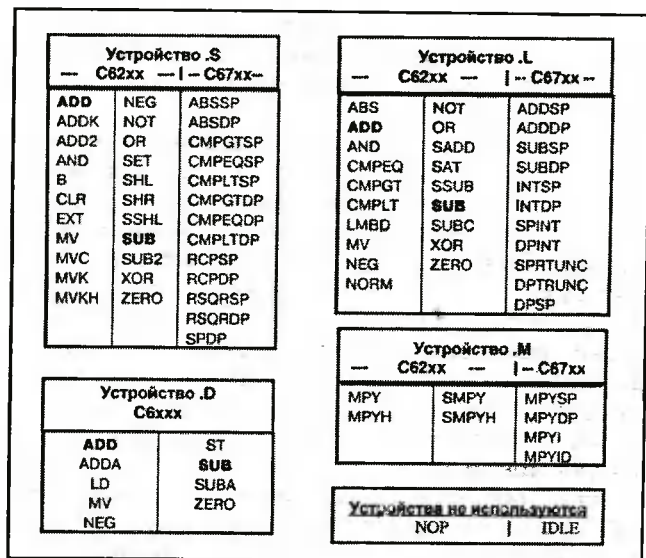 Устройство .S
--- C62xx --- | -- C67xx--
ADD NEG ABSSP
ADDK NOT ABSDP
ADD2 OR CMPGTSP
AND SET CMPEQSP
B SHL CMPLTSP
CLR SHR CMPGTDP
EXT SSHL CMPEQDP
MV SUB CMPLTDP
MVC SUB2 RCPSP
MVK XOR RCPDP
MVKH ZERO RSQRSP
RSQRDP
SPDP
Устройство .L
--- C62xx --- | -- C67xx --
ABS NOT ADDSP
ADD OR ADDDP
AND SADD SUBSP
CMPEQ SAT SUBDP
CMPGT SSUB INTSP
CMPLT SUB INTDP
LMBD SUBC SPINT
MV XOR DPINT
NEG ZERO SPRTUNC
NORM DPTRUNC
DPSP
Устройство .M
--- C62xx --- | -- C67xx
MPY SMPY MPYSP
MPYH SMPYH MPYDP
MPYI
MPYID
Устройство .D
C6xxx
ADD ST
ADDA SUB
LD SUBA
MV ZERO
NEG
Устройства не используются
NOP | IDLE